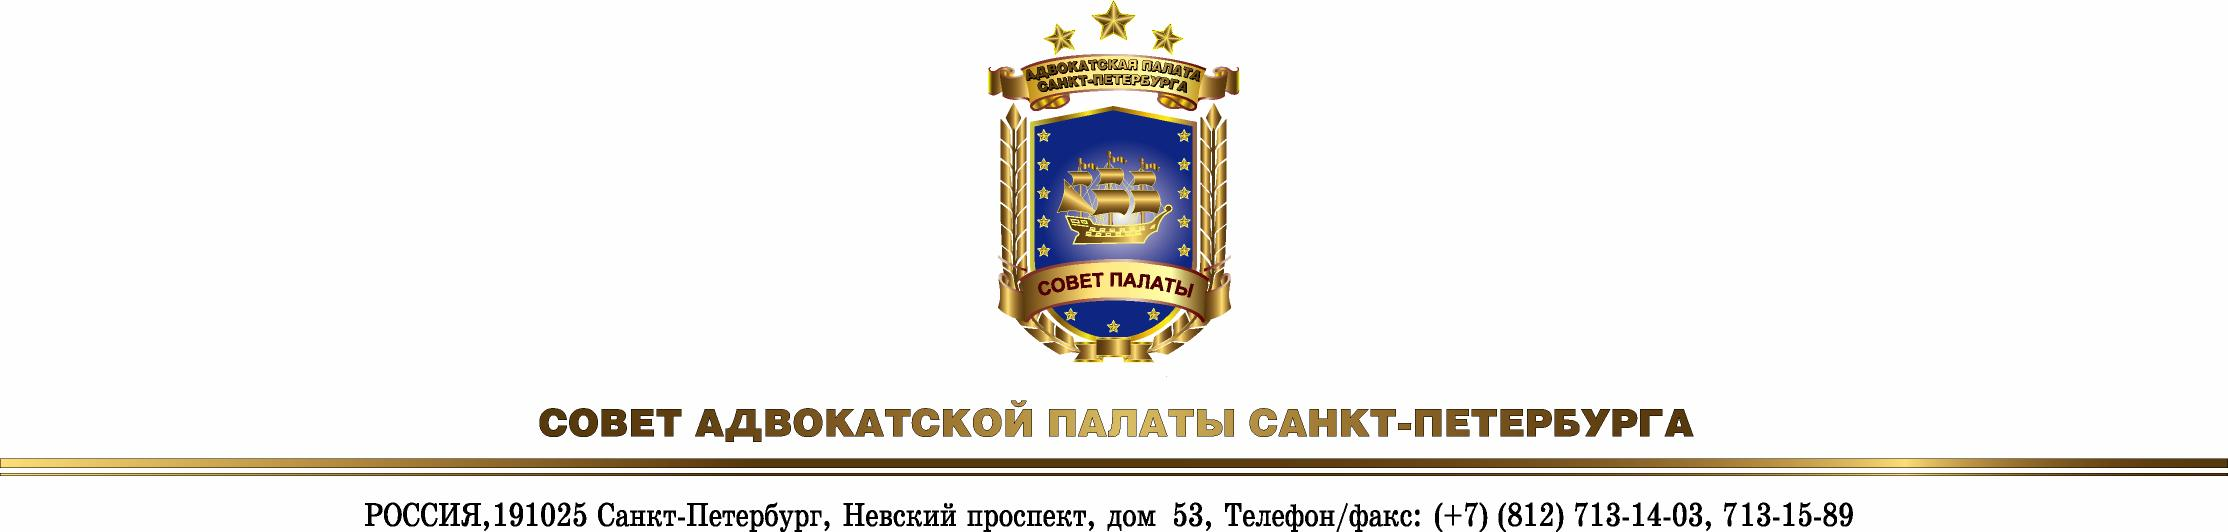 АДВОКАТСКАЯ ПАЛАТА
САНКТ-ПЕТЕРБУРГА
СОВЕТ ПАЛАТЫ
СОВЕТ АДВОКАТСКОЙ ПАЛАТЫ САНКТ-ПЕТЕРБУРГА
РОССИЯ,191025 Санкт-Петербург, Невский проспект, дом 53, Телефон/факс: (+7) (812) 713-14-03, 713-15-89